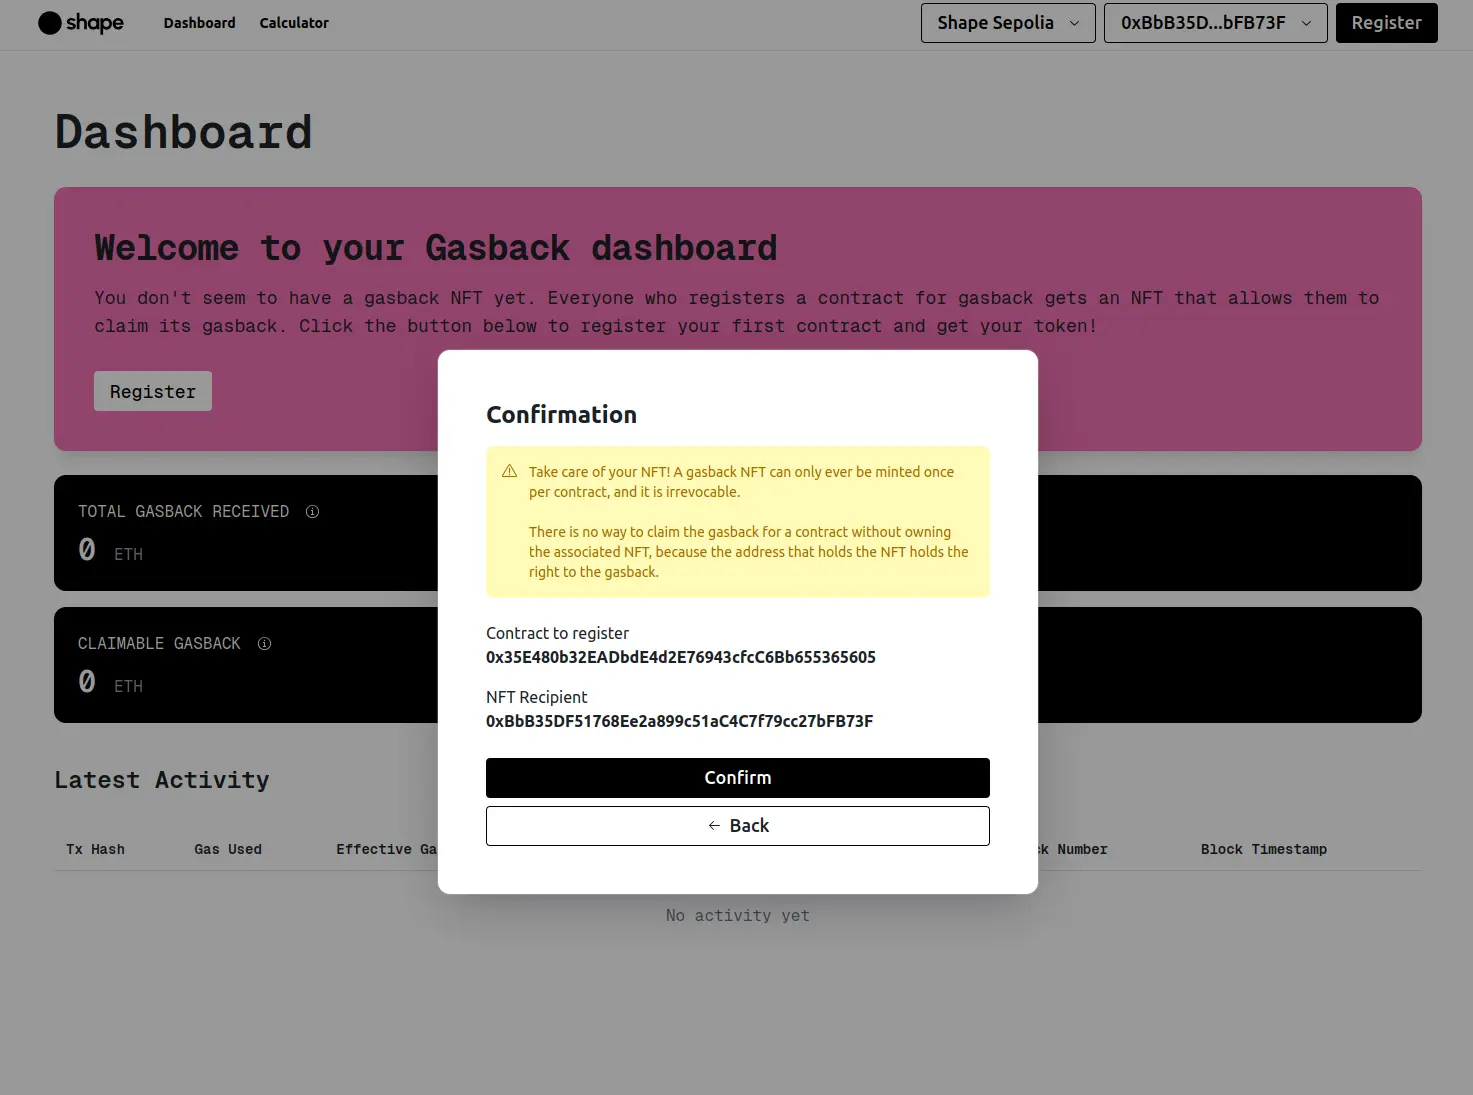 shape
Dashboard
Calculator
Shape Sepolia
0xBbB35D...bFB73F
Register
Dashboard
Welcome to your Gasback dashboard
You don't seem to have a gasback NFT yet. Everyone who registers a contract for gasback gets an NFT that allows them to
claim its gasback. Click the button below to register your first contract and get your token!
Register
TOTAL GASBACK RECEIVED
0 ETH
CLAIMABLE GASBACK
0 ETH
Confirmation
Take care of your NFT! A gasback NFT can only ever be minted once
per contract, and it is irrevocable.
There is no way to claim the gasback for a contract without owning
the associated NFT, because the address that holds the NFT holds the
right to the gasback.
Contract to register
0x35E480b32EADbdE4d2E76943cfcC6Bb655365605
NFT Recipient
0xBbB35DF51768Ee2a899c51aC4C7f79cc27bFB73F
Confirm
← Back
Latest Activity
Tx Hash
Gas Used
Effective Ga
ck Number
Block Timestamp
No activity yet